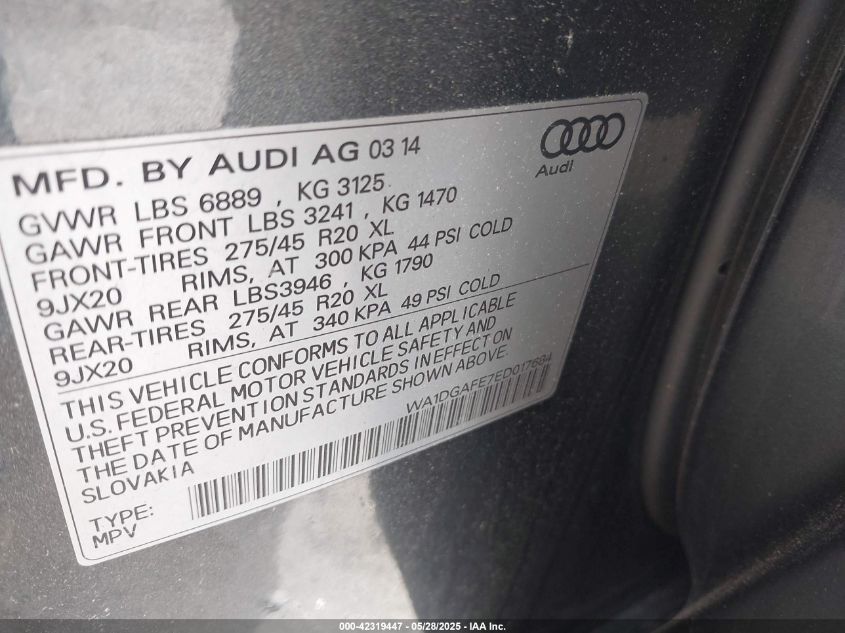 MFD. BY AUDI AG 03 14
Audi
GVWR LBS 6889 , KG 3125
GAWR FRONT LBS 3241 , KG 1470
FRONT-TIRES 275/45 R20 XL
9JX20 RIMS, AT 300 KPA 44 PSI COLD
GAWR REAR LBS3946 , KG 1790
REAR-TIRES 275/45 R20 XL
9JX20 RIMS, AT 340 KPA 49 PSI COLD
THIS VEHICLE CONFORMS TO ALL APPLICABLE
U.S. FEDERAL MOTOR VEHICLE SAFETY AND
THEFT PREVENTION STANDARDS IN EFFECT ON
THE DATE OF MANUFACTURE SHOWN ABOVE.
SLOVAKIA
WA1DGAFE7ED017664
TYPE:
MPV
000-42319447 - 05/28/2025 - IAA Inc.